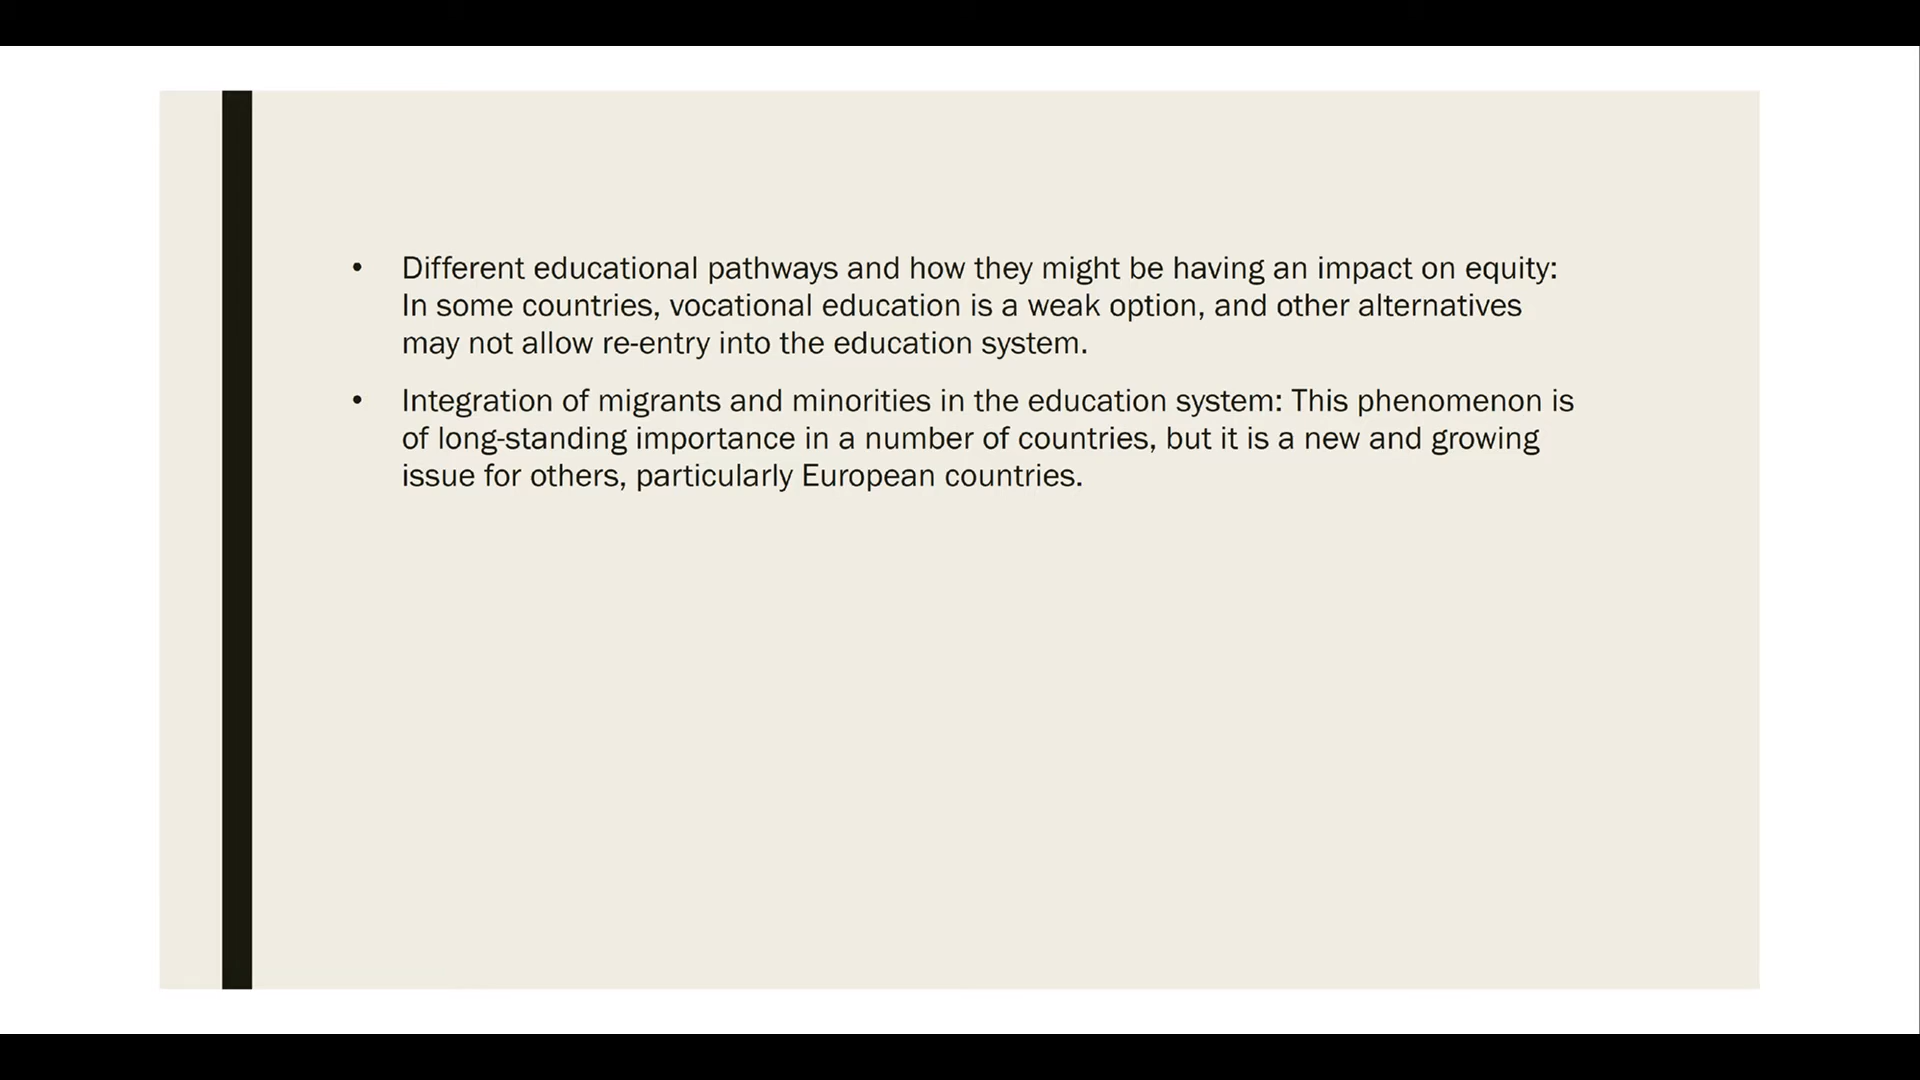 • Different educational pathways and how they might be having an impact on equity:
In some countries, vocational education is a weak option, and other alternatives
may not allow re-entry into the education system.
• Integration of migrants and minorities in the education system: This phenomenon is
of long-standing importance in a number of countries, but it is a new and growing
issue for others, particularly European countries.